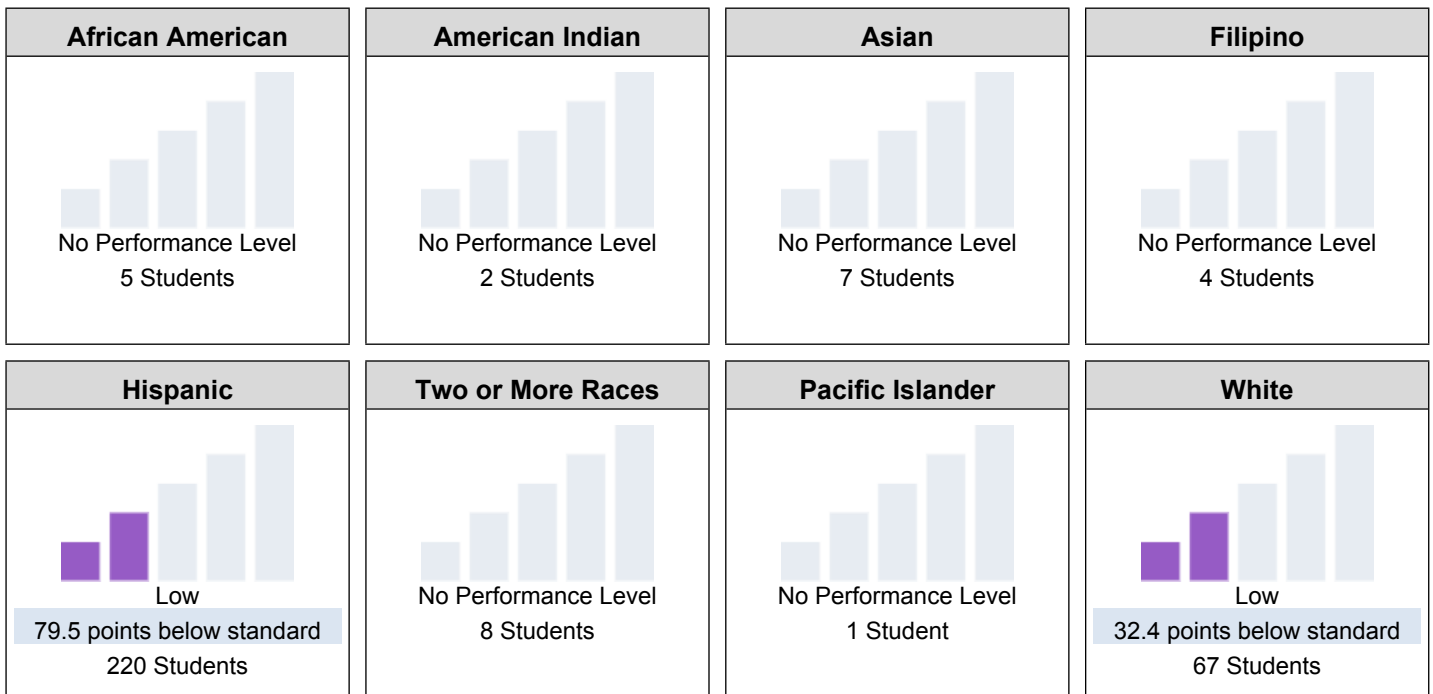 African American
No Performance Level
5 Students
American Indian
No Performance Level
2 Students
Asian
No Performance Level
7 Students
Filipino
No Performance Level
4 Students
Hispanic
Low
79.5 points below standard
220 Students
Two or More Races
No Performance Level
8 Students
Pacific Islander
No Performance Level
1 Student
White
Low
32.4 points below standard
67 Students